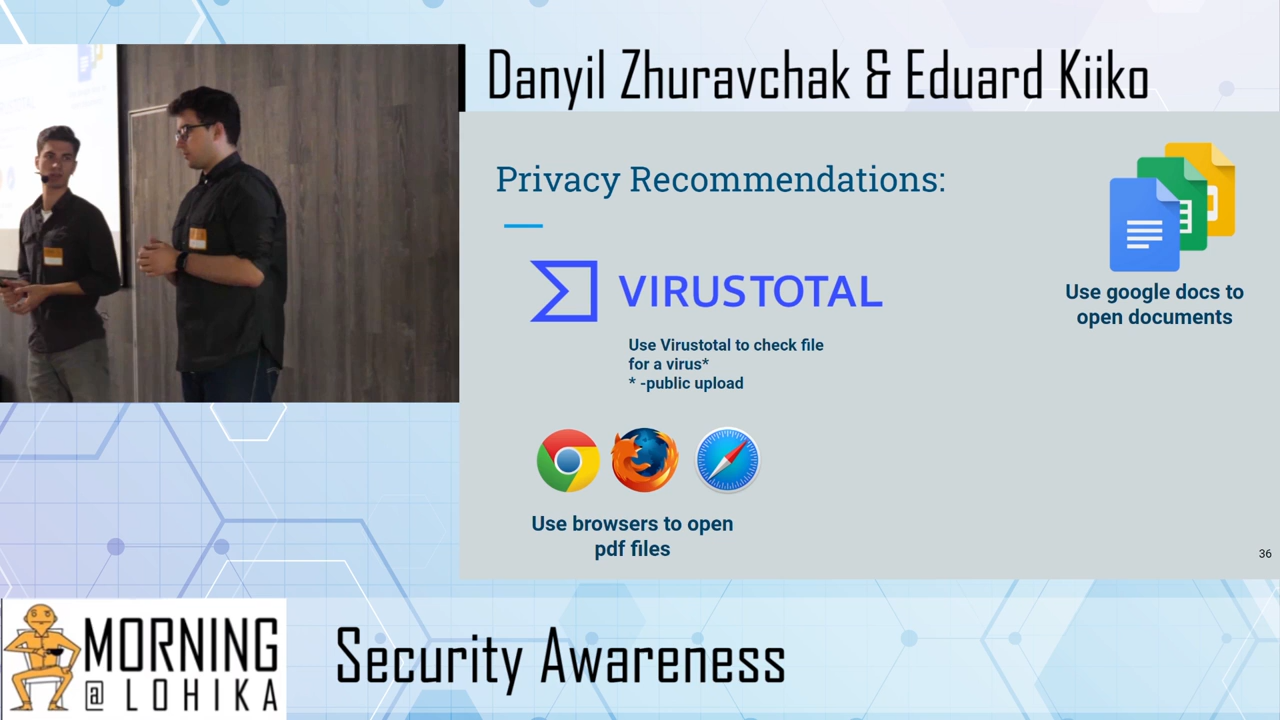 Danyil Zhuravchak & Eduard Kiiko
Privacy Recommendations:
VIRUSTOTAL
Use Virustotal to check file
for a virus*
* -public upload
Use google docs to
open documents
Use browsers to open
pdf files
36
MORNING
@ LOHIKA
Security Awareness